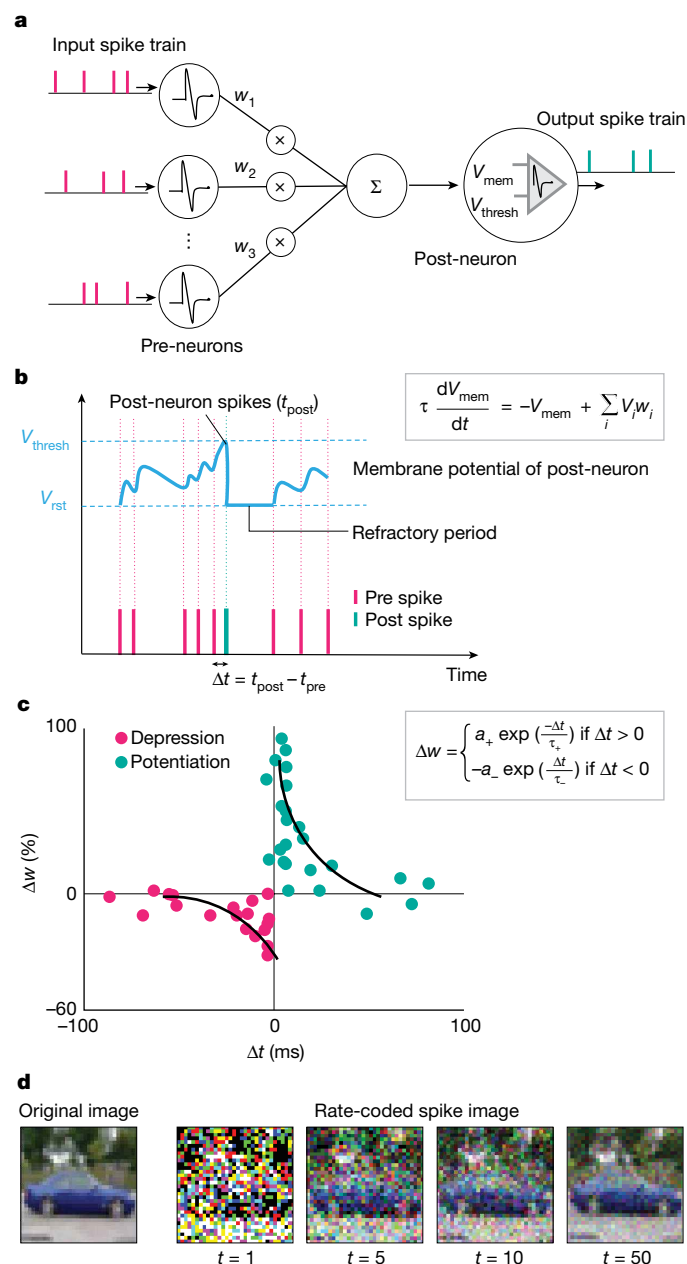 a
Input spike train
w1
Output spike train
w2
×
×
Σ
Vmem
Vthresh
⋮
w3
×
Post-neuron
Pre-neurons
b
Post-neuron spikes (tpost)
τ dVmem/dt = −Vmem + ∑i Viwi
Vthresh
Membrane potential of post-neuron
Vrst
Refractory period
Pre spike
Post spike
Time
Δt = tpost − tpre
c
100
Depression
Potentiation
Δw = { a+ exp (−Δt/τ+) if Δt > 0
−a− exp (Δt/τ−) if Δt < 0
Δw (%)
0
−60
−100
0
100
Δt (ms)
d
Original image
Rate-coded spike image
t = 1
t = 5
t = 10
t = 50